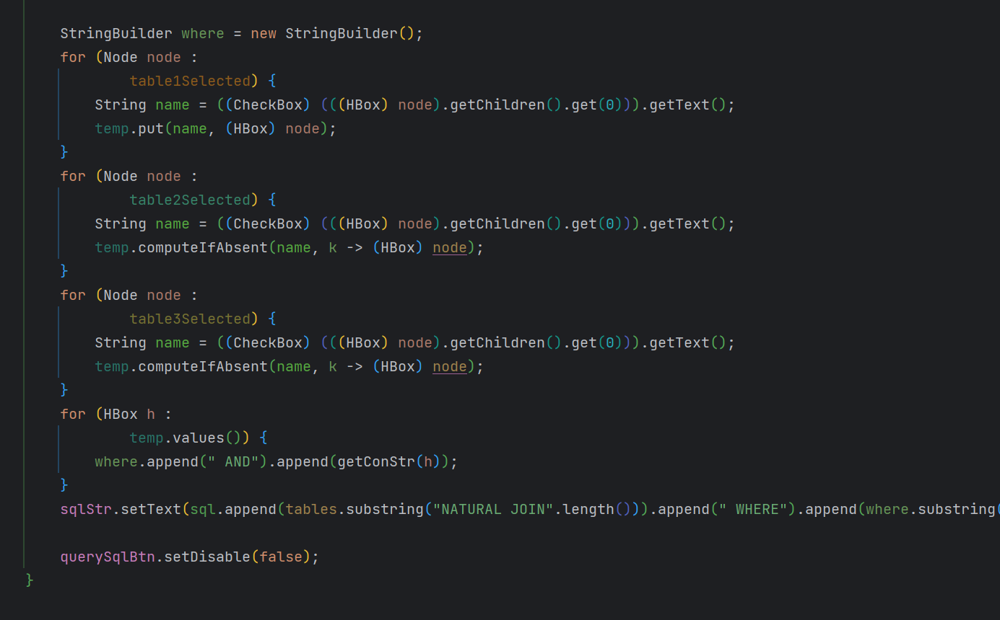 StringBuilder where = new StringBuilder();
for (Node node :
        table1Selected) {
    String name = ((CheckBox) (((HBox) node).getChildren().get(0))).getText();
    temp.put(name, (HBox) node);
}
for (Node node :
        table2Selected) {
    String name = ((CheckBox) (((HBox) node).getChildren().get(0))).getText();
    temp.computeIfAbsent(name, k -> (HBox) node);
}
for (Node node :
        table3Selected) {
    String name = ((CheckBox) (((HBox) node).getChildren().get(0))).getText();
    temp.computeIfAbsent(name, k -> (HBox) node);
}
for (HBox h :
        temp.values()) {
    where.append(" AND").append(getConStr(h));
}
sqlStr.setText(sql.append(tables.substring("NATURAL JOIN".length())).append(" WHERE").append(where.substring(
querySqlBtn.setDisable(false);
}